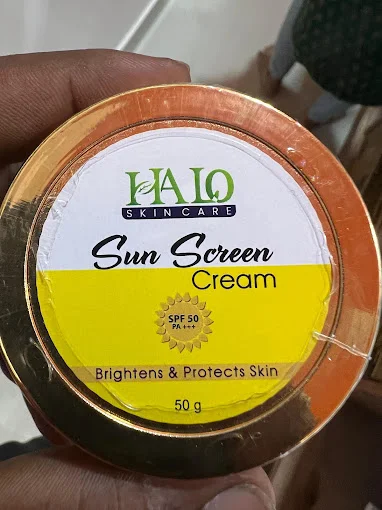 HALO
SKIN CARE
Sun Screen
Cream
SPF 50
PA +++
Brightens & Protects Skin
50 g